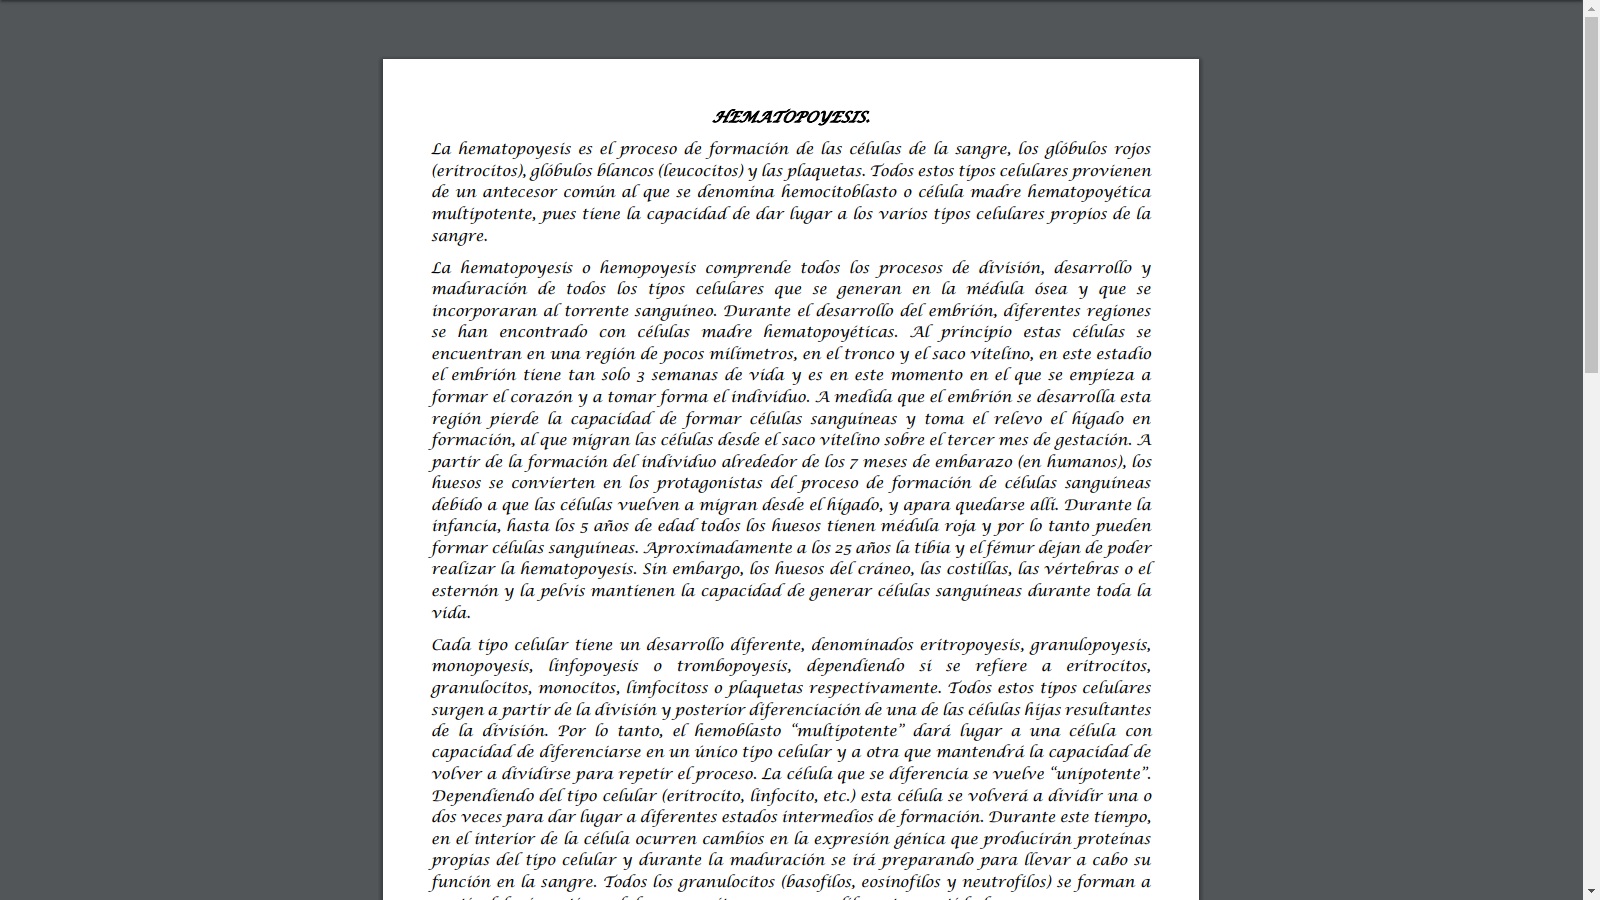 HEMATOPOYESIS.
La hematopoyesis es el proceso de formación de las células de la sangre, los glóbulos rojos
(eritrocitos), glóbulos blancos (leucocitos) y las plaquetas. Todos estos tipos celulares provienen
de un antecesor común al que se denomina hemocitoblasto o célula madre hematopoyética
multipotente, pues tiene la capacidad de dar lugar a los varios tipos celulares propios de la
sangre.
La hematopoyesis o hemopoyesis comprende todos los procesos de división, desarrollo y
maduración de todos los tipos celulares que se generan en la médula ósea y que se
incorporaran al torrente sanguíneo. Durante el desarrollo del embrión, diferentes regiones
se han encontrado con células madre hematopoyéticas. Al principio estas células se
encuentran en una región de pocos milímetros, en el tronco y el saco vitelino, en este estadio
el embrión tiene tan solo 3 semanas de vida y es en este momento en el que se empieza a
formar el corazón y a tomar forma el individuo. A medida que el embrión se desarrolla esta
región pierde la capacidad de formar células sanguíneas y toma el relevo el hígado en
formación, al que migran las células desde el saco vitelino sobre el tercer mes de gestación. A
partir de la formación del individuo alrededor de los 7 meses de embarazo (en humanos), los
huesos se convierten en los protagonistas del proceso de formación de células sanguíneas
debido a que las células vuelven a migran desde el hígado, y apara quedarse allí. Durante la
infancia, hasta los 5 años de edad todos los huesos tienen médula roja y por lo tanto pueden
formar células sanguíneas. Aproximadamente a los 25 años la tibia y el fémur dejan de poder
realizar la hematopoyesis. Sin embargo, los huesos del cráneo, las costillas, las vértebras o el
esternón y la pelvis mantienen la capacidad de generar células sanguíneas durante toda la
vida.
Cada tipo celular tiene un desarrollo diferente, denominados eritropoyesis, granulopoyesis,
monopoyesis, linfopoyesis o trombopoyesis, dependiendo si se refiere a eritrocitos,
granulocitos, monocitos, limfocitoss o plaquetas respectivamente. Todos estos tipos celulares
surgen a partir de la división y posterior diferenciación de una de las células hijas resultantes
de la división. Por lo tanto, el hemoblasto “multipotente” dará lugar a una célula con
capacidad de diferenciarse en un único tipo celular y a otra que mantendrá la capacidad de
volver a dividirse para repetir el proceso. La célula que se diferencia se vuelve “unipotente”.
Dependiendo del tipo celular (eritrocito, linfocito, etc.) esta célula se volverá a dividir una o
dos veces para dar lugar a diferentes estados intermedios de formación. Durante este tiempo,
en el interior de la célula ocurren cambios en la expresión génica que producirán proteínas
propias del tipo celular y durante la maduración se irá preparando para llevar a cabo su
función en la sangre. Todos los granulocitos (basofilos, eosinofilos y neutrofilos) se forman a